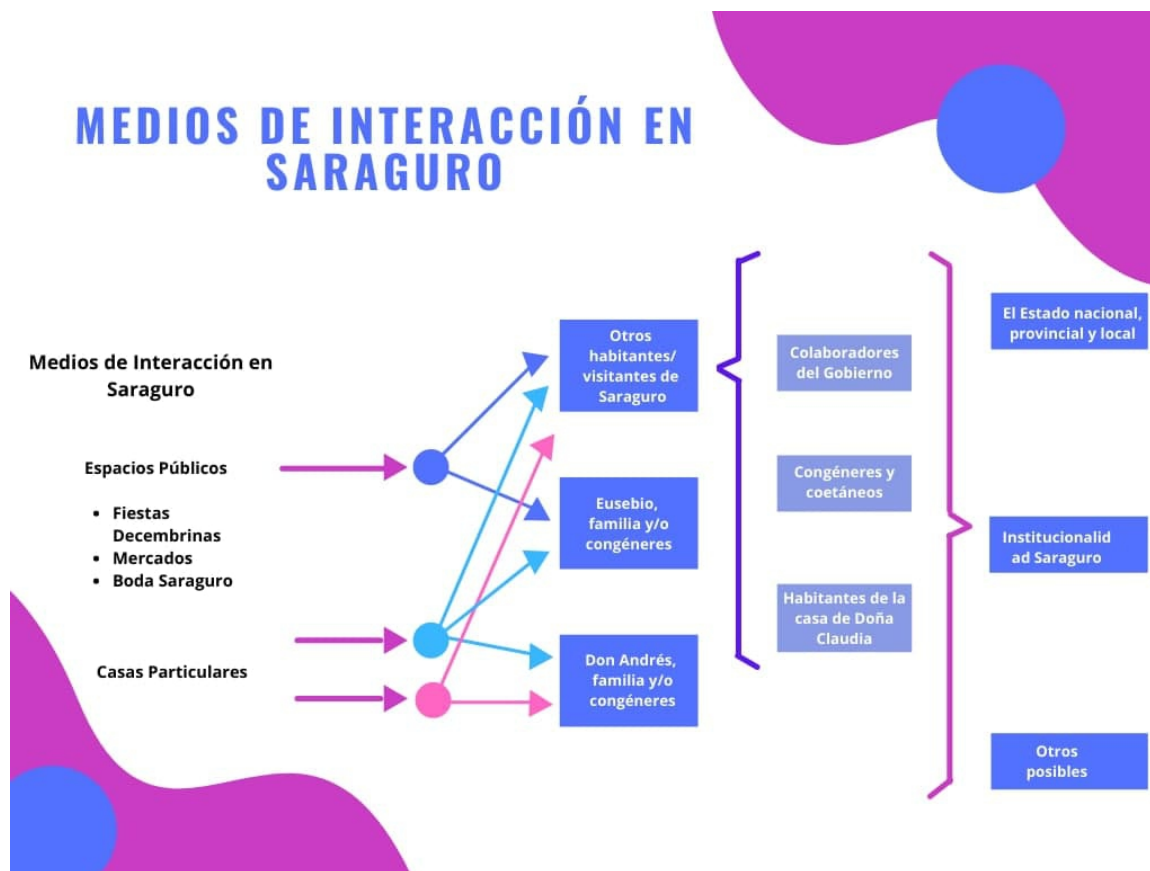 MEDIOS DE INTERACCIÓN EN
SARAGURO
Medios de Interacción en
Saraguro
Espacios Públicos
• Fiestas
Decembrinas
• Mercados
• Boda Saraguro
Casas Particulares
Otros
habitantes/
visitantes de
Saraguro
Eusebio,
familia y/o
congéneres
Don Andrés,
familia y/o
congéneres
Colaboradores
del Gobierno
Congéneres y
coetáneos
Habitantes de la
casa de Doña
Claudia
El Estado nacional,
provincial y local
Institucionalid
ad Saraguro
Otros
posibles